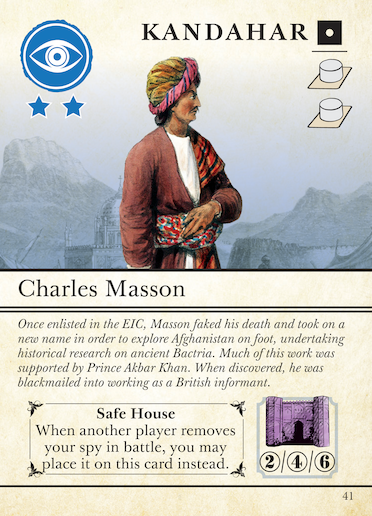 KANDAHAR
Charles Masson
Once enlisted in the EIC, Masson faked his death and took on a
new name in order to explore Afghanistan on foot, undertaking
historical research on ancient Bactria. Much of this work was
supported by Prince Akbar Khan. When discovered, he was
blackmailed into working as a British informant.
Safe House
When another player removes
your spy in battle, you may
place it on this card instead.
2/4/6
41